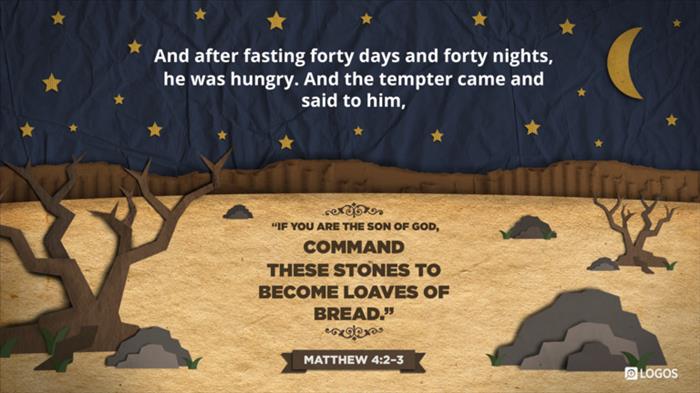 And after fasting forty days and forty nights,
he was hungry. And the tempter came and
said to him,
“IF YOU ARE THE SON OF GOD,
COMMAND
THESE STONES TO
BECOME LOAVES OF
BREAD.”
MATTHEW 4:2–3
LOGOS